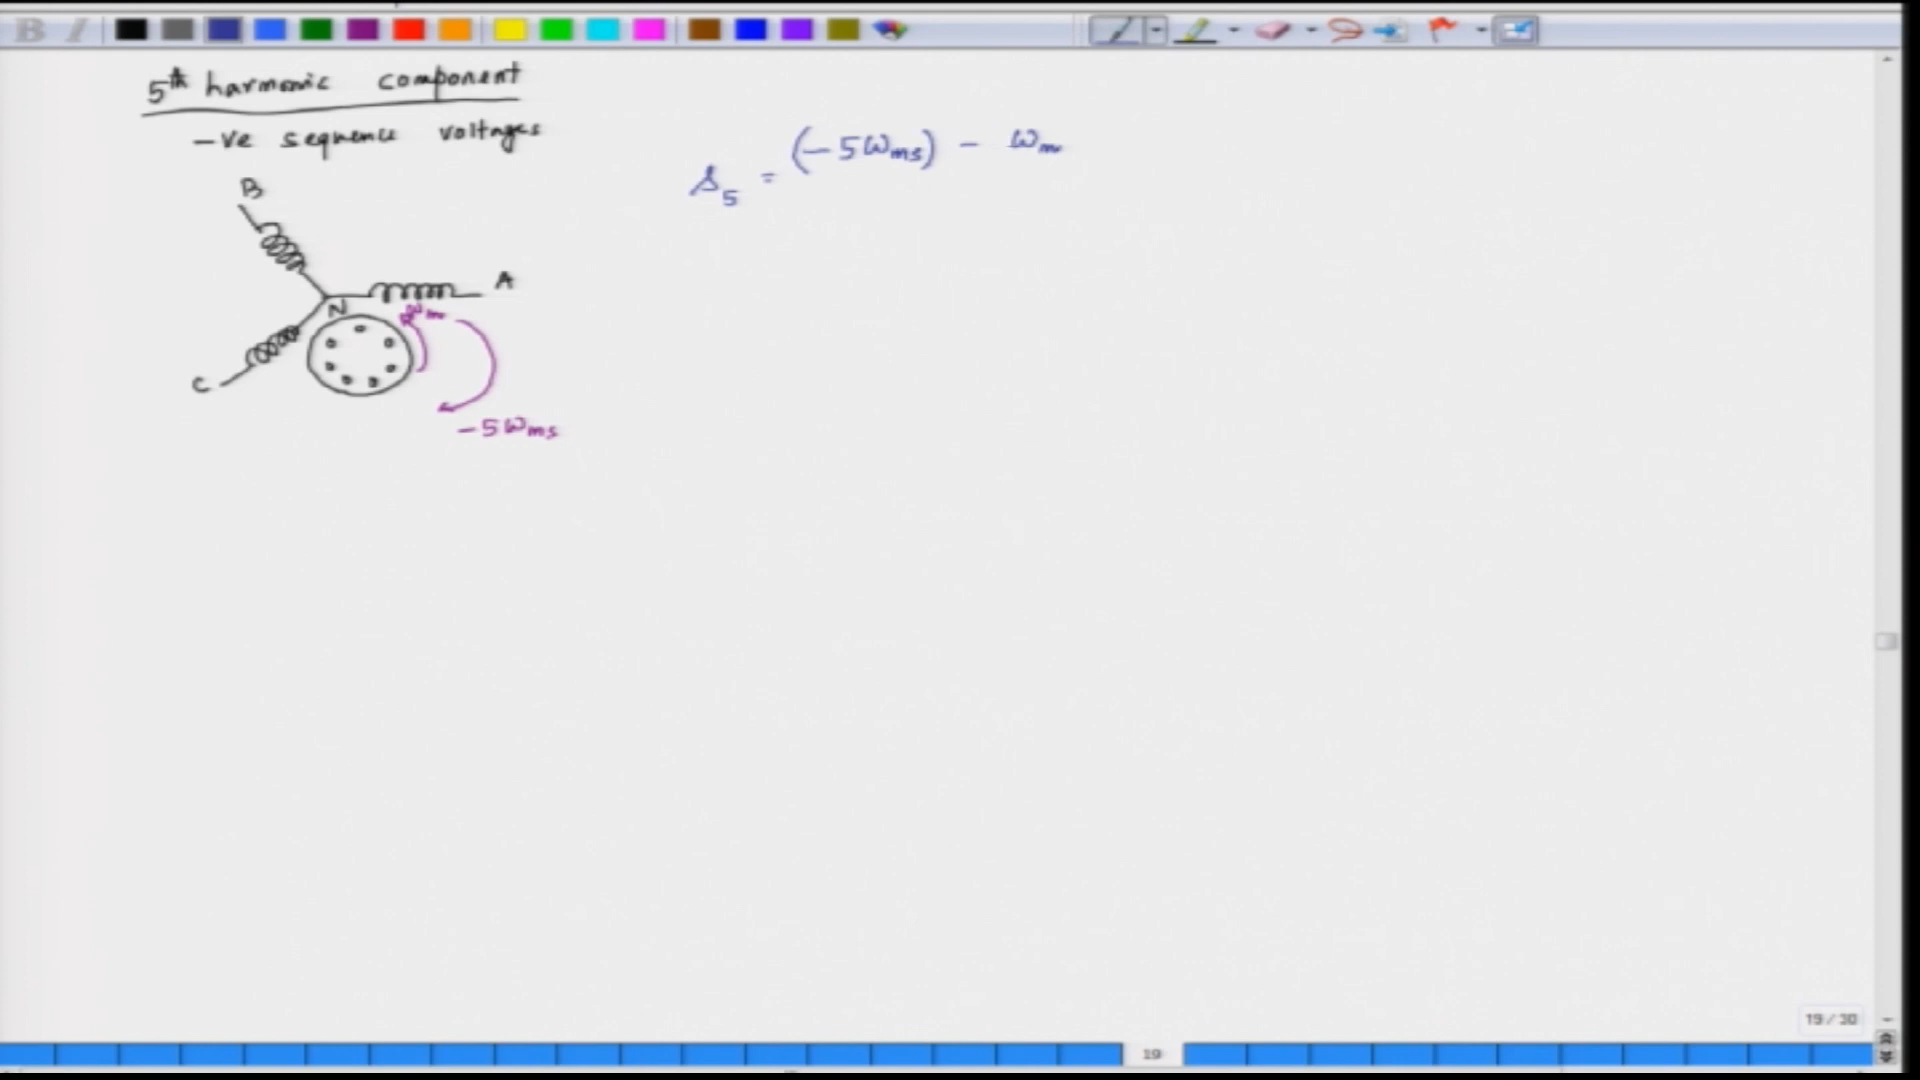 B I
5th harmonic component
-ve sequence voltages
S5 = (-5ωms) - ωm
B
A
N
ωm
C
-5ωms
19 / 30
19